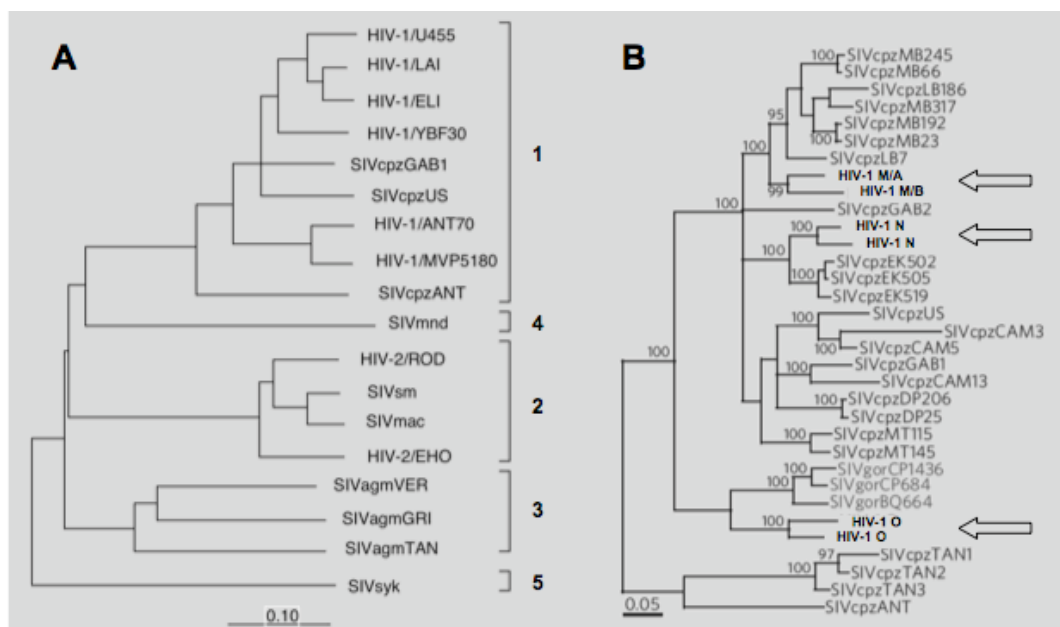 A
HIV-1/U455
HIV-1/LAI
HIV-1/ELI
HIV-1/YBF30
SIVcpzGAB1
SIVcpzUS
HIV-1/ANT70
HIV-1/MVP5180
SIVcpzANT
1
SIVmnd
4
HIV-2/ROD
SIVsm
SIVmac
HIV-2/EHO
2
SIVagmVER
SIVagmGRI
SIVagmTAN
3
SIVsyk
5
0.10
B
100
SIVcpzMB245
SIVcpzMB66
SIVcpzLB186
SIVcpzMB317
95
SIVcpzMB192
100
SIVcpzMB23
SIVcpzLB7
HIV-1 M/A
99
HIV-1 M/B
100
SIVcpzGAB2
100
HIV-1 N
HIV-1 N
SIVcpzEK502
100
SIVcpzEK505
SIVcpzEK519
100
SIVcpzUS
SIVcpzCAM3
100
SIVcpzCAM5
100
SIVcpzGAB1
SIVcpzCAM13
100
SIVcpzDP206
SIVcpzDP25
100
SIVcpzMT115
SIVcpzMT145
100
SIVgorCP1436
SIVgorCP684
SIVgorBQ664
100
HIV-1 O
HIV-1 O
97
SIVcpzTAN1
100
SIVcpzTAN2
SIVcpzTAN3
SIVcpzANT
0.05